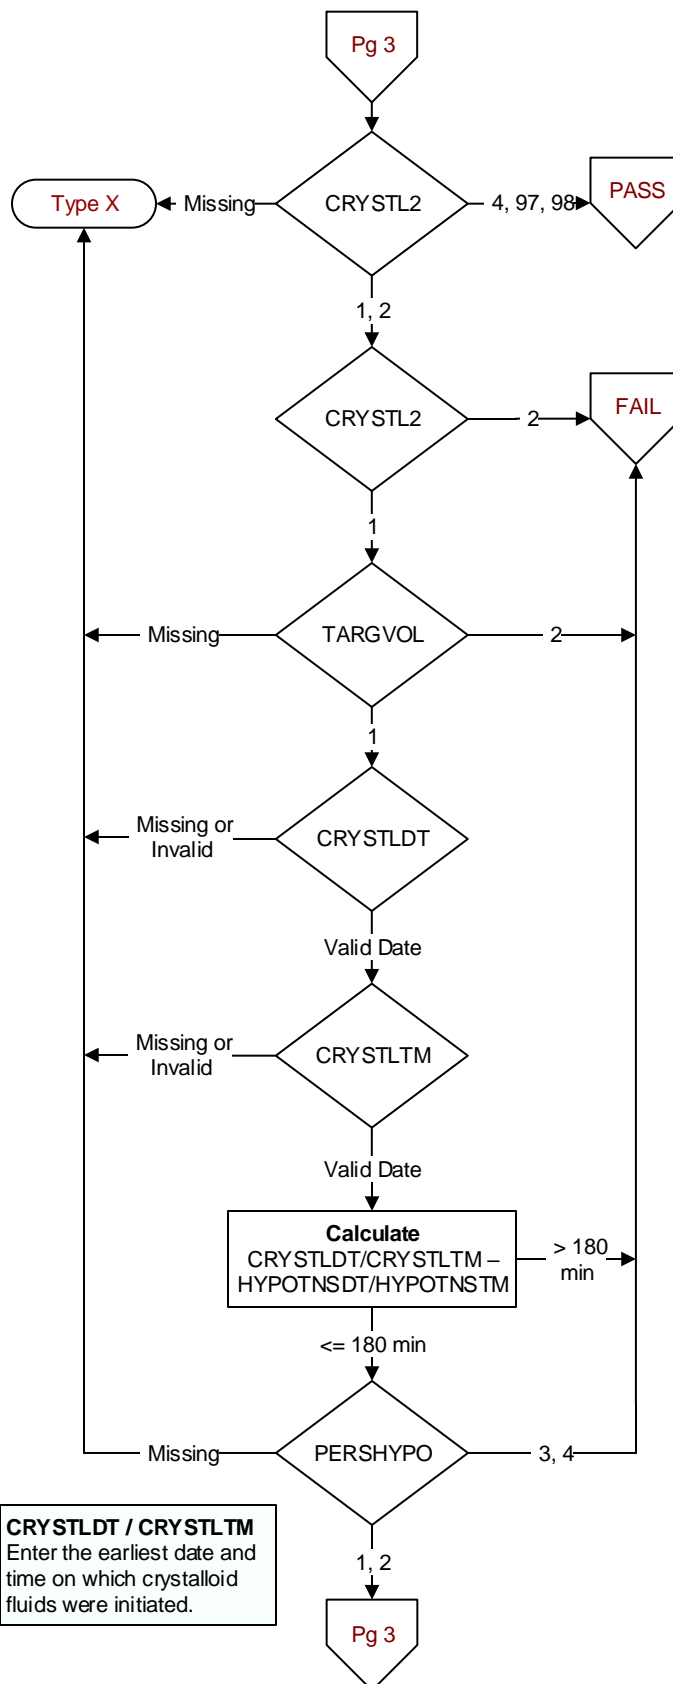 Pg 3
Type X
Missing
CRYSTL2
4, 97, 98
PASS
1, 2
CRYSTL2
2
FAIL
1
Missing
TARGVOL
2
1
Missing or
Invalid
CRYSTLDT
Valid Date
Missing or
Invalid
CRYSTLTM
Valid Date
Calculate
CRYSTLDT/CRYSTLTM –
HYPOTNSDT/HYPOTNSTM
> 180
min
<= 180 min
Missing
PERSHYPO
3, 4
CRYSTLDT / CRYSTLTM
Enter the earliest date and
time on which crystalloid
fluids were initiated.
1, 2
Pg 3